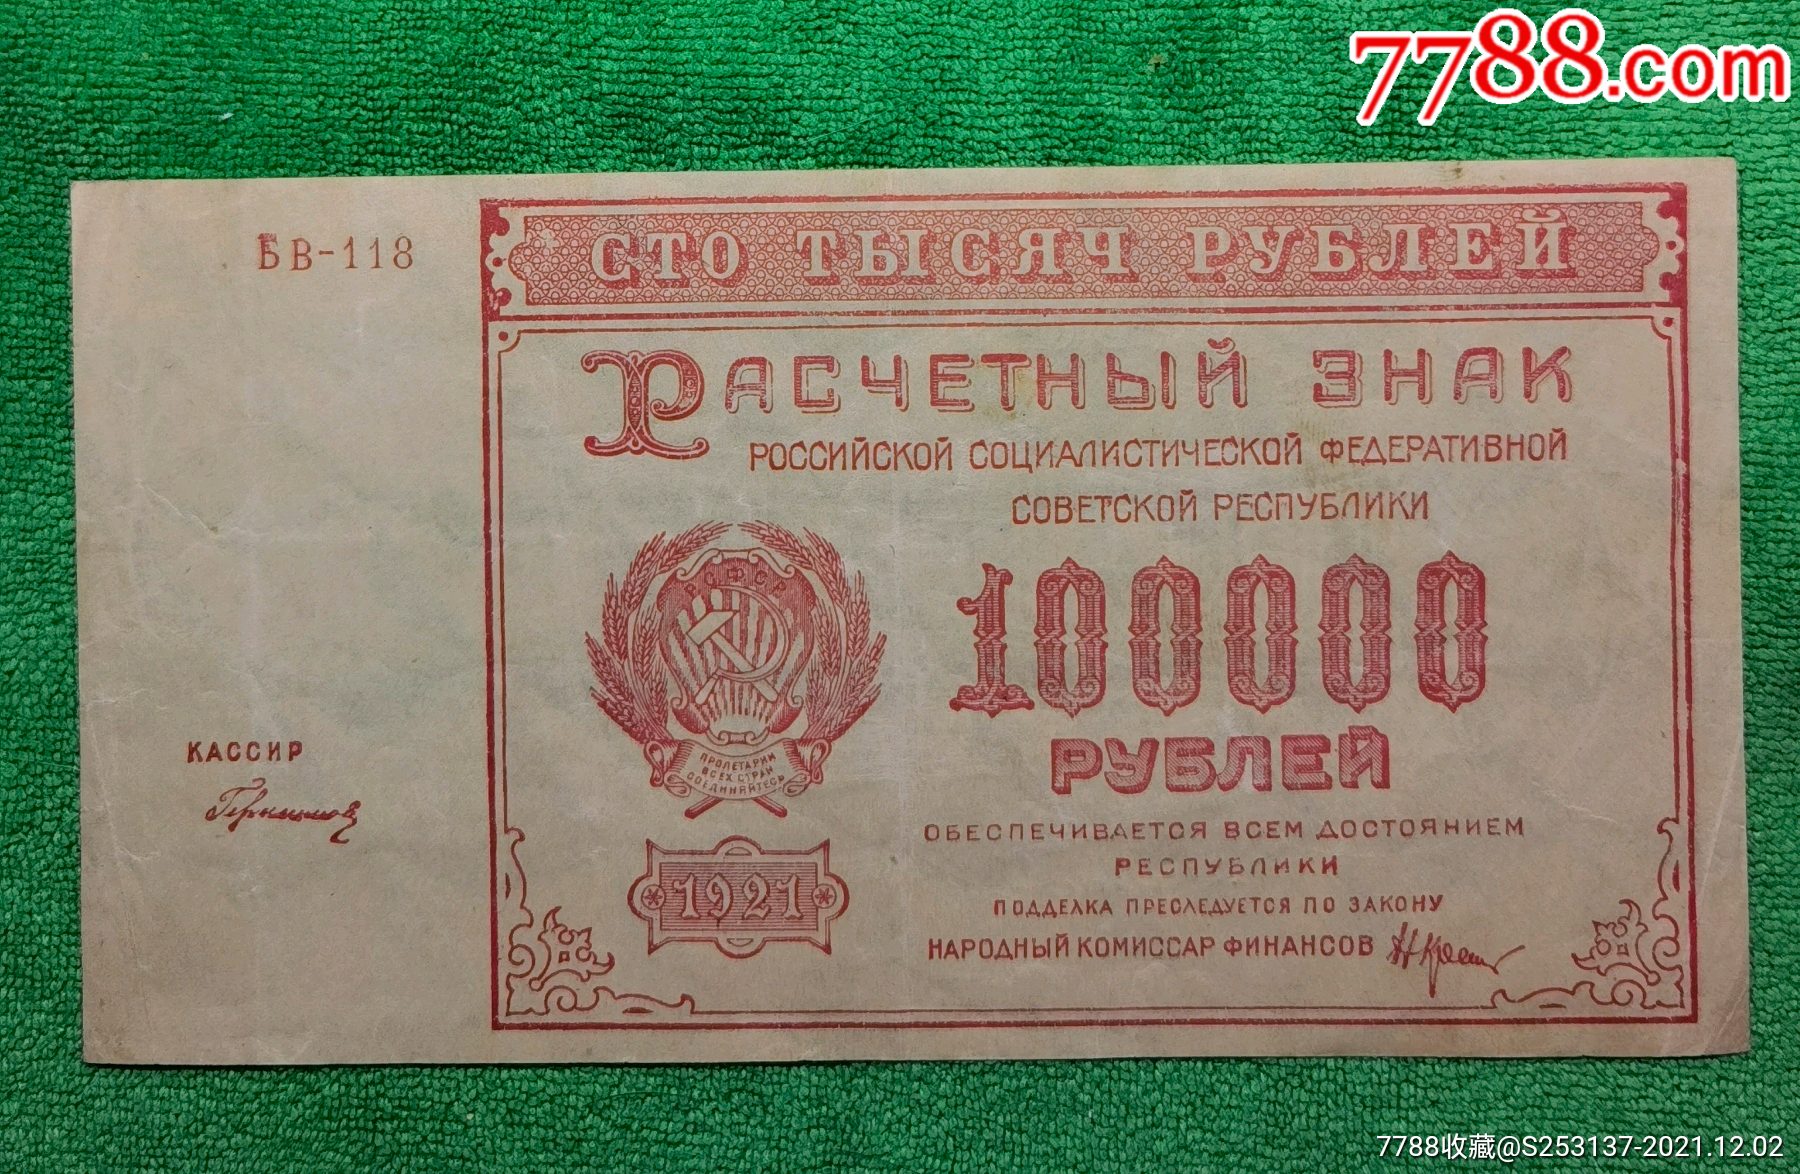 7788.com
БВ-118
СТО ТЫСЯЧ РУБЛЕЙ
РАСЧЕТНЫЙ ЗНАК
РОССИЙСКОЙ СОЦИАЛИСТИЧЕСКОЙ ФЕДЕРАТИВНОЙ
СОВЕТСКОЙ РЕСПУБЛИКИ
РСФСР
100000
РУБЛЕЙ
ПРОЛЕТАРИИ
ВСЕХ СТРАН
СОЕДИНЯЙТЕСЬ
КАССИР
1921
ОБЕСПЕЧИВАЕТСЯ ВСЕМ ДОСТОЯНИЕМ
РЕСПУБЛИКИ
ПОДДЕЛКА ПРЕСЛЕДУЕТСЯ ПО ЗАКОНУ
НАРОДНЫЙ КОМИССАР ФИНАНСОВ
7788收藏@S253137-2021.12.02